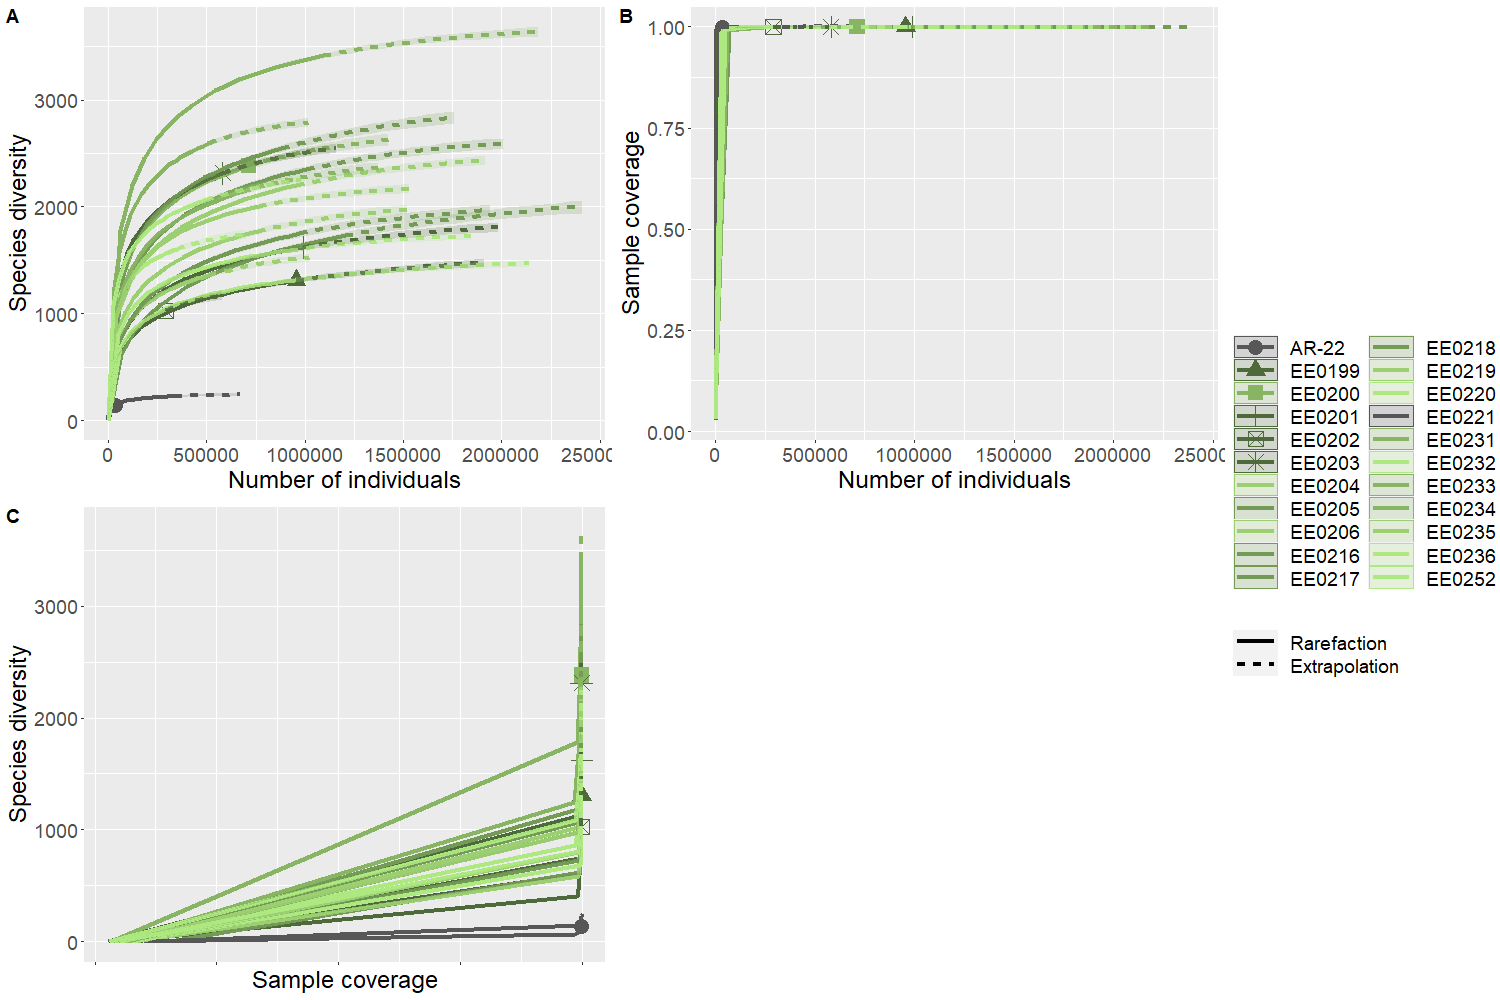 A
Species diversity
3000
2000
1000
0
0 500000 1000000 1500000 2000000 25000
Number of individuals
B
Sample coverage
1.00
0.75
0.50
0.25
0.00
0 500000 1000000 1500000 2000000 25000
Number of individuals
C
Species diversity
3000
2000
1000
0
Sample coverage
AR-22
EE0199
EE0200
EE0201
EE0202
EE0203
EE0204
EE0205
EE0206
EE0216
EE0217
EE0218
EE0219
EE0220
EE0221
EE0231
EE0232
EE0233
EE0234
EE0235
EE0236
EE0252
Rarefaction
Extrapolation